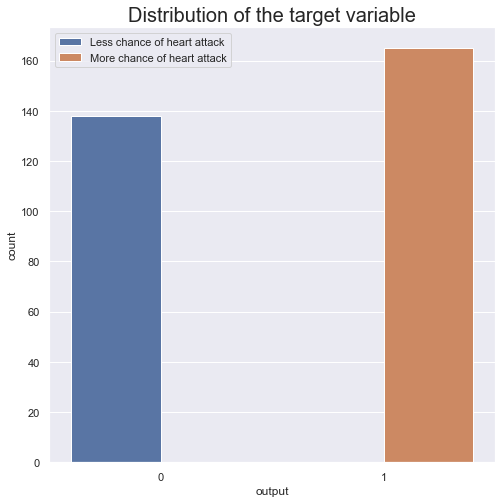 Distribution of the target variable
Less chance of heart attack
More chance of heart attack
160
140
120
100
80
60
40
20
0
count
0 1
output